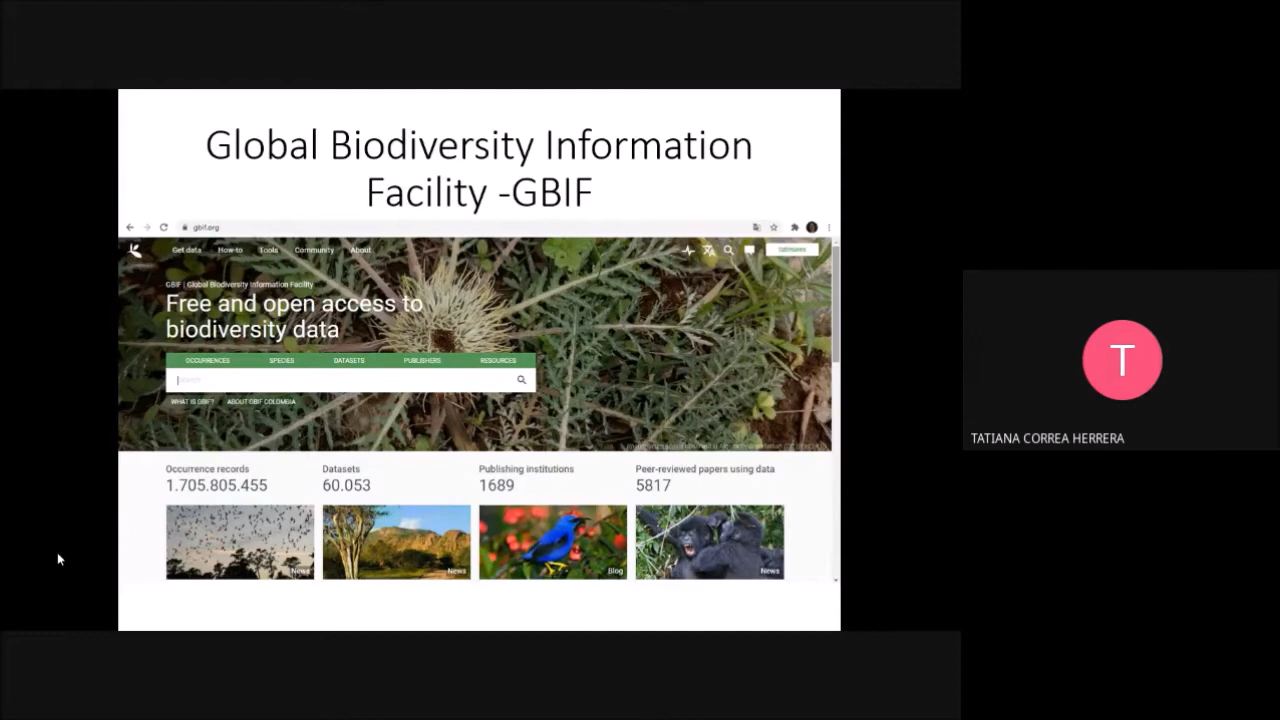 Global Biodiversity Information
Facility -GBIF
gbif.org
Get data How-to Tools Community About
GBIF | Global Biodiversity Information Facility
Free and open access to
biodiversity data
OCCURRENCES SPECIES DATASETS PUBLISHERS RESOURCES
Search
WHAT IS GBIF? ABOUT GBIF COLOMBIA
Occurrence records Datasets Publishing institutions Peer-reviewed papers using data
1.705.805.455 60.053 1689 5817
News News Blog News
T
TATIANA CORREA HERRERA